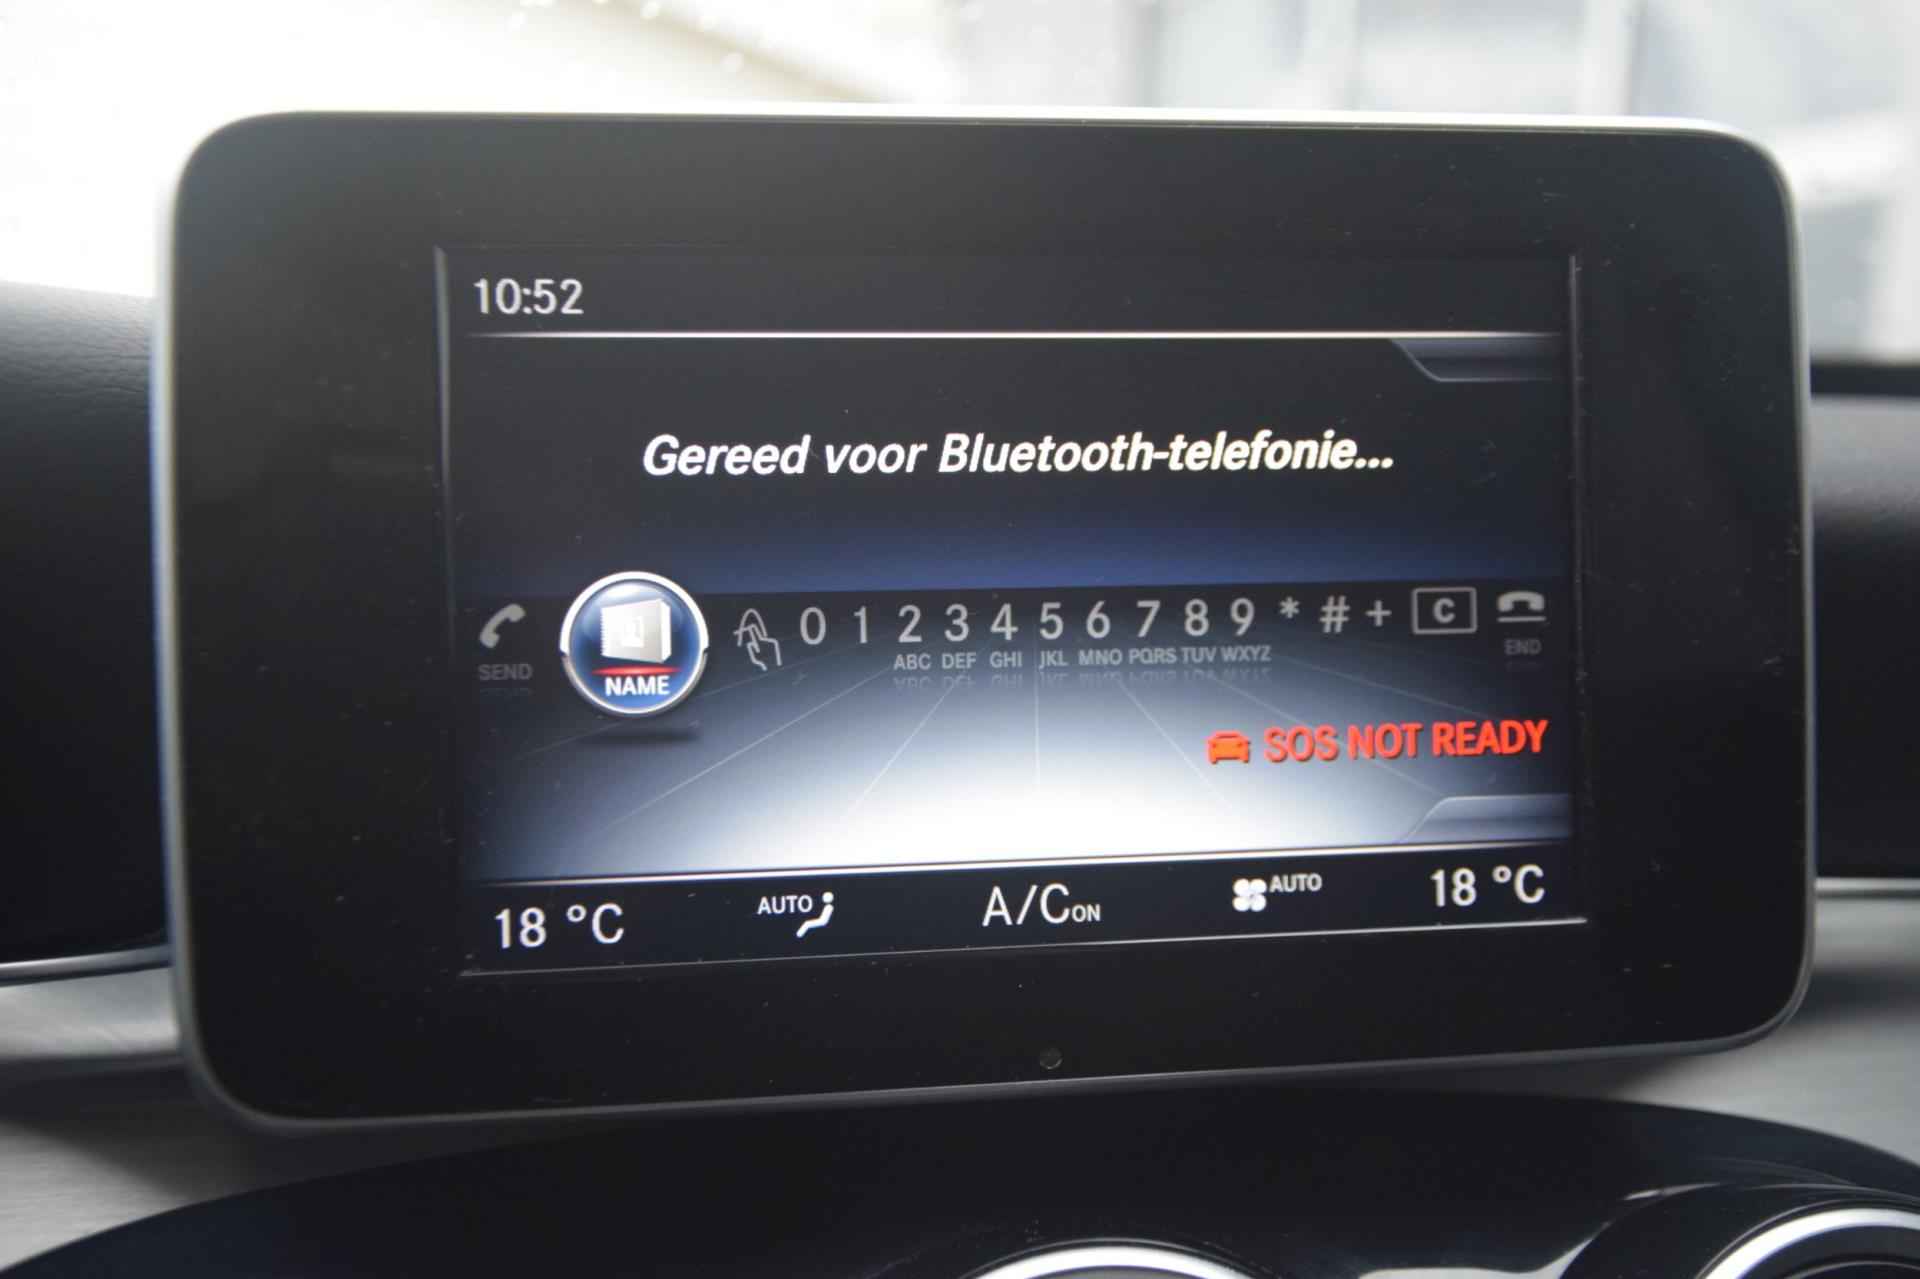 10:52
Gereed voor Bluetooth-telefonie...
SEND
NAME
0 1 2 3 4 5 6 7 8 9 * # + C
ABC DEF GHI JKL MNO PQRS TUV WXYZ
END
SOS NOT READY
18 °C AUTO A/C ON AUTO 18 °C